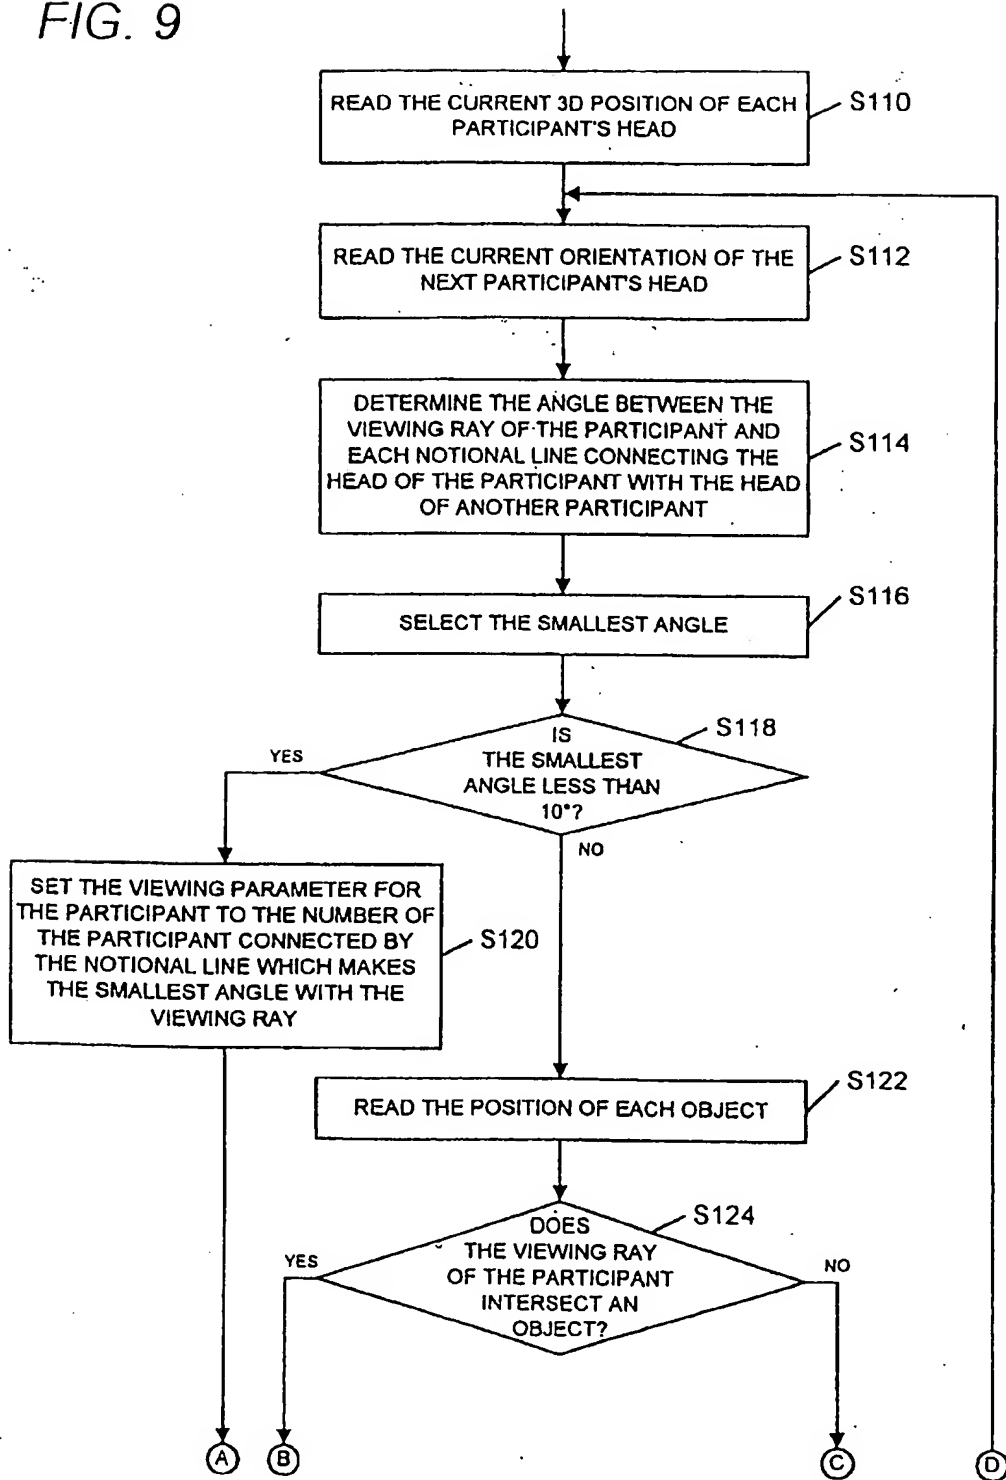 FIG. 9
READ THE CURRENT 3D POSITION OF EACH
PARTICIPANT'S HEAD
S110
READ THE CURRENT ORIENTATION OF THE
NEXT PARTICIPANT'S HEAD
S112
DETERMINE THE ANGLE BETWEEN THE
VIEWING RAY OF THE PARTICIPANT AND
EACH NOTIONAL LINE CONNECTING THE
HEAD OF THE PARTICIPANT WITH THE HEAD
OF ANOTHER PARTICIPANT
S114
SELECT THE SMALLEST ANGLE
S116
IS
THE SMALLEST
ANGLE LESS THAN
10°?
S118
YES
NO
SET THE VIEWING PARAMETER FOR
THE PARTICIPANT TO THE NUMBER OF
THE PARTICIPANT CONNECTED BY
THE NOTIONAL LINE WHICH MAKES
THE SMALLEST ANGLE WITH THE
VIEWING RAY
S120
READ THE POSITION OF EACH OBJECT
S122
DOES
THE VIEWING RAY
OF THE PARTICIPANT
INTERSECT AN
OBJECT?
S124
YES
NO
A
B
C
D